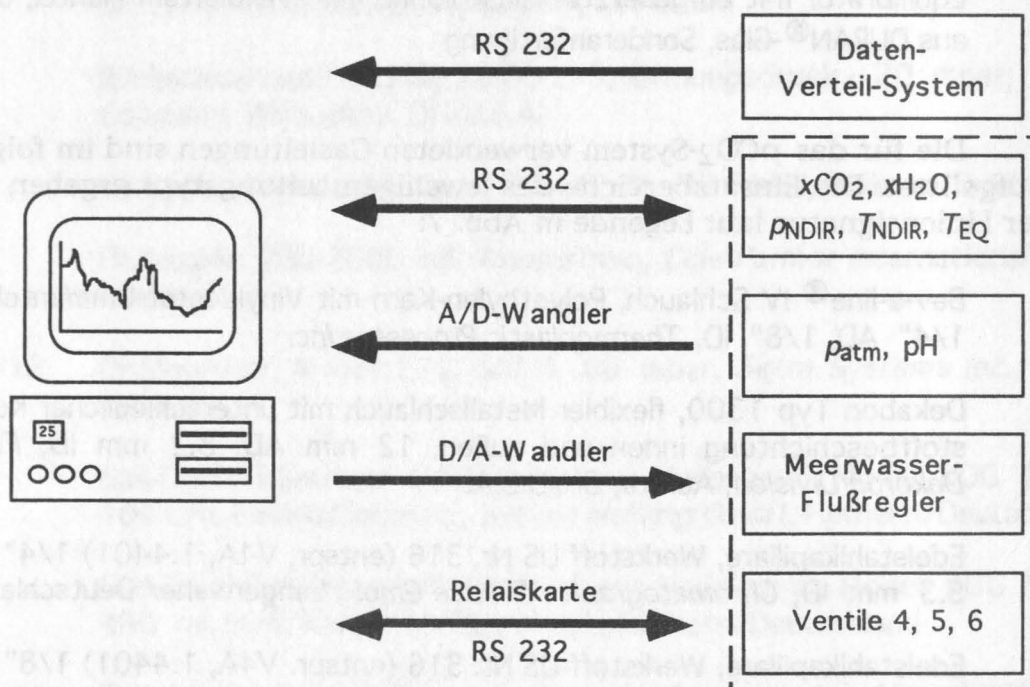 RS 232
Daten-
Verteil-System
RS 232
xCO₂, xH₂O,
pNDIR, TNDIR, TEQ
A/D-Wandler
patm, pH
25
D/A-Wandler
Meerwasser-
Flußregler
Relaiskarte
RS 232
Ventile 4, 5, 6